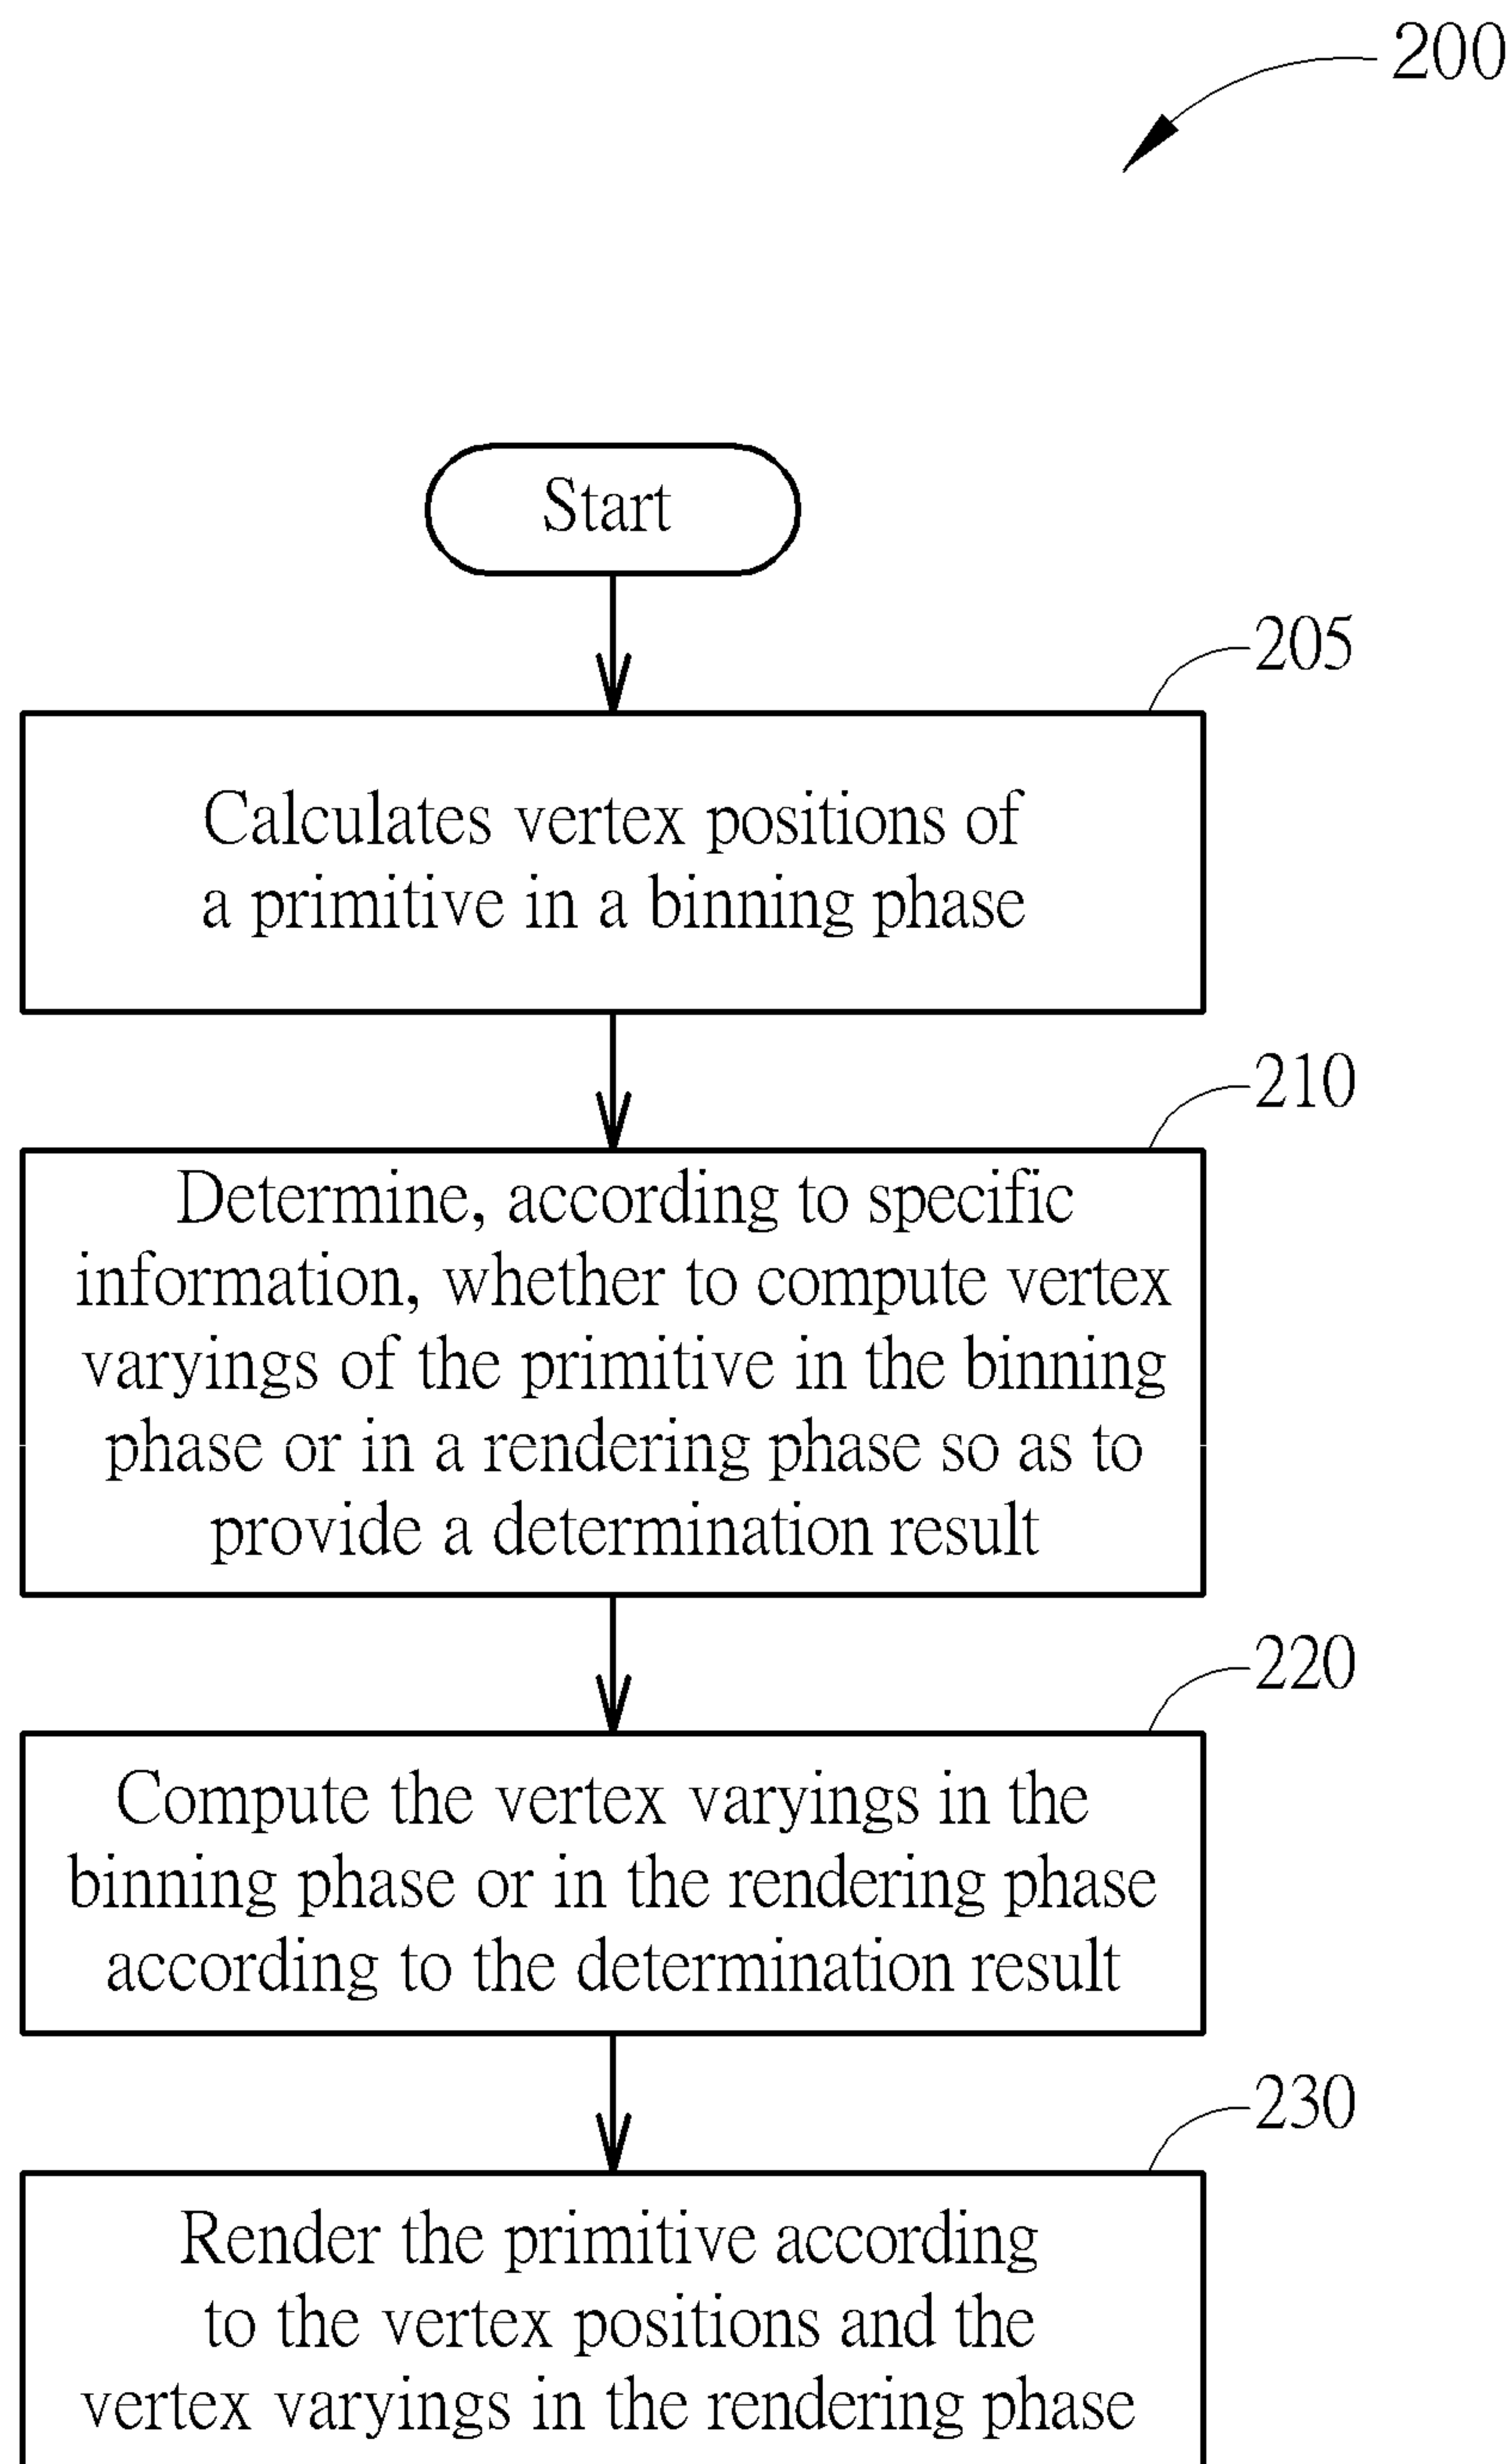 200
Start
205
Calculates vertex positions of
a primitive in a binning phase
210
Determine, according to specific
information, whether to compute vertex
varyings of the primitive in the binning
phase or in a rendering phase so as to
provide a determination result
220
Compute the vertex varyings in the
binning phase or in the rendering phase
according to the determination result
230
Render the primitive according
to the vertex positions and the
vertex varyings in the rendering phase